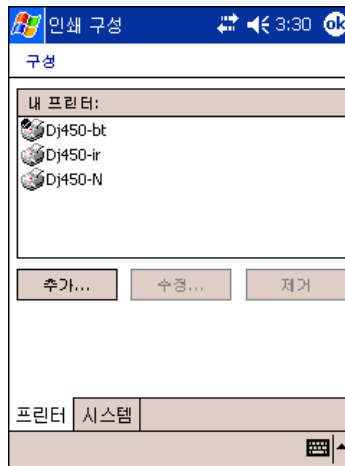 인쇄 구성 3:30 ok
구성
내 프린터:
Dj450-bt
Dj450-ir
Dj450-N
추가... 수정... 제거
프린터 시스템